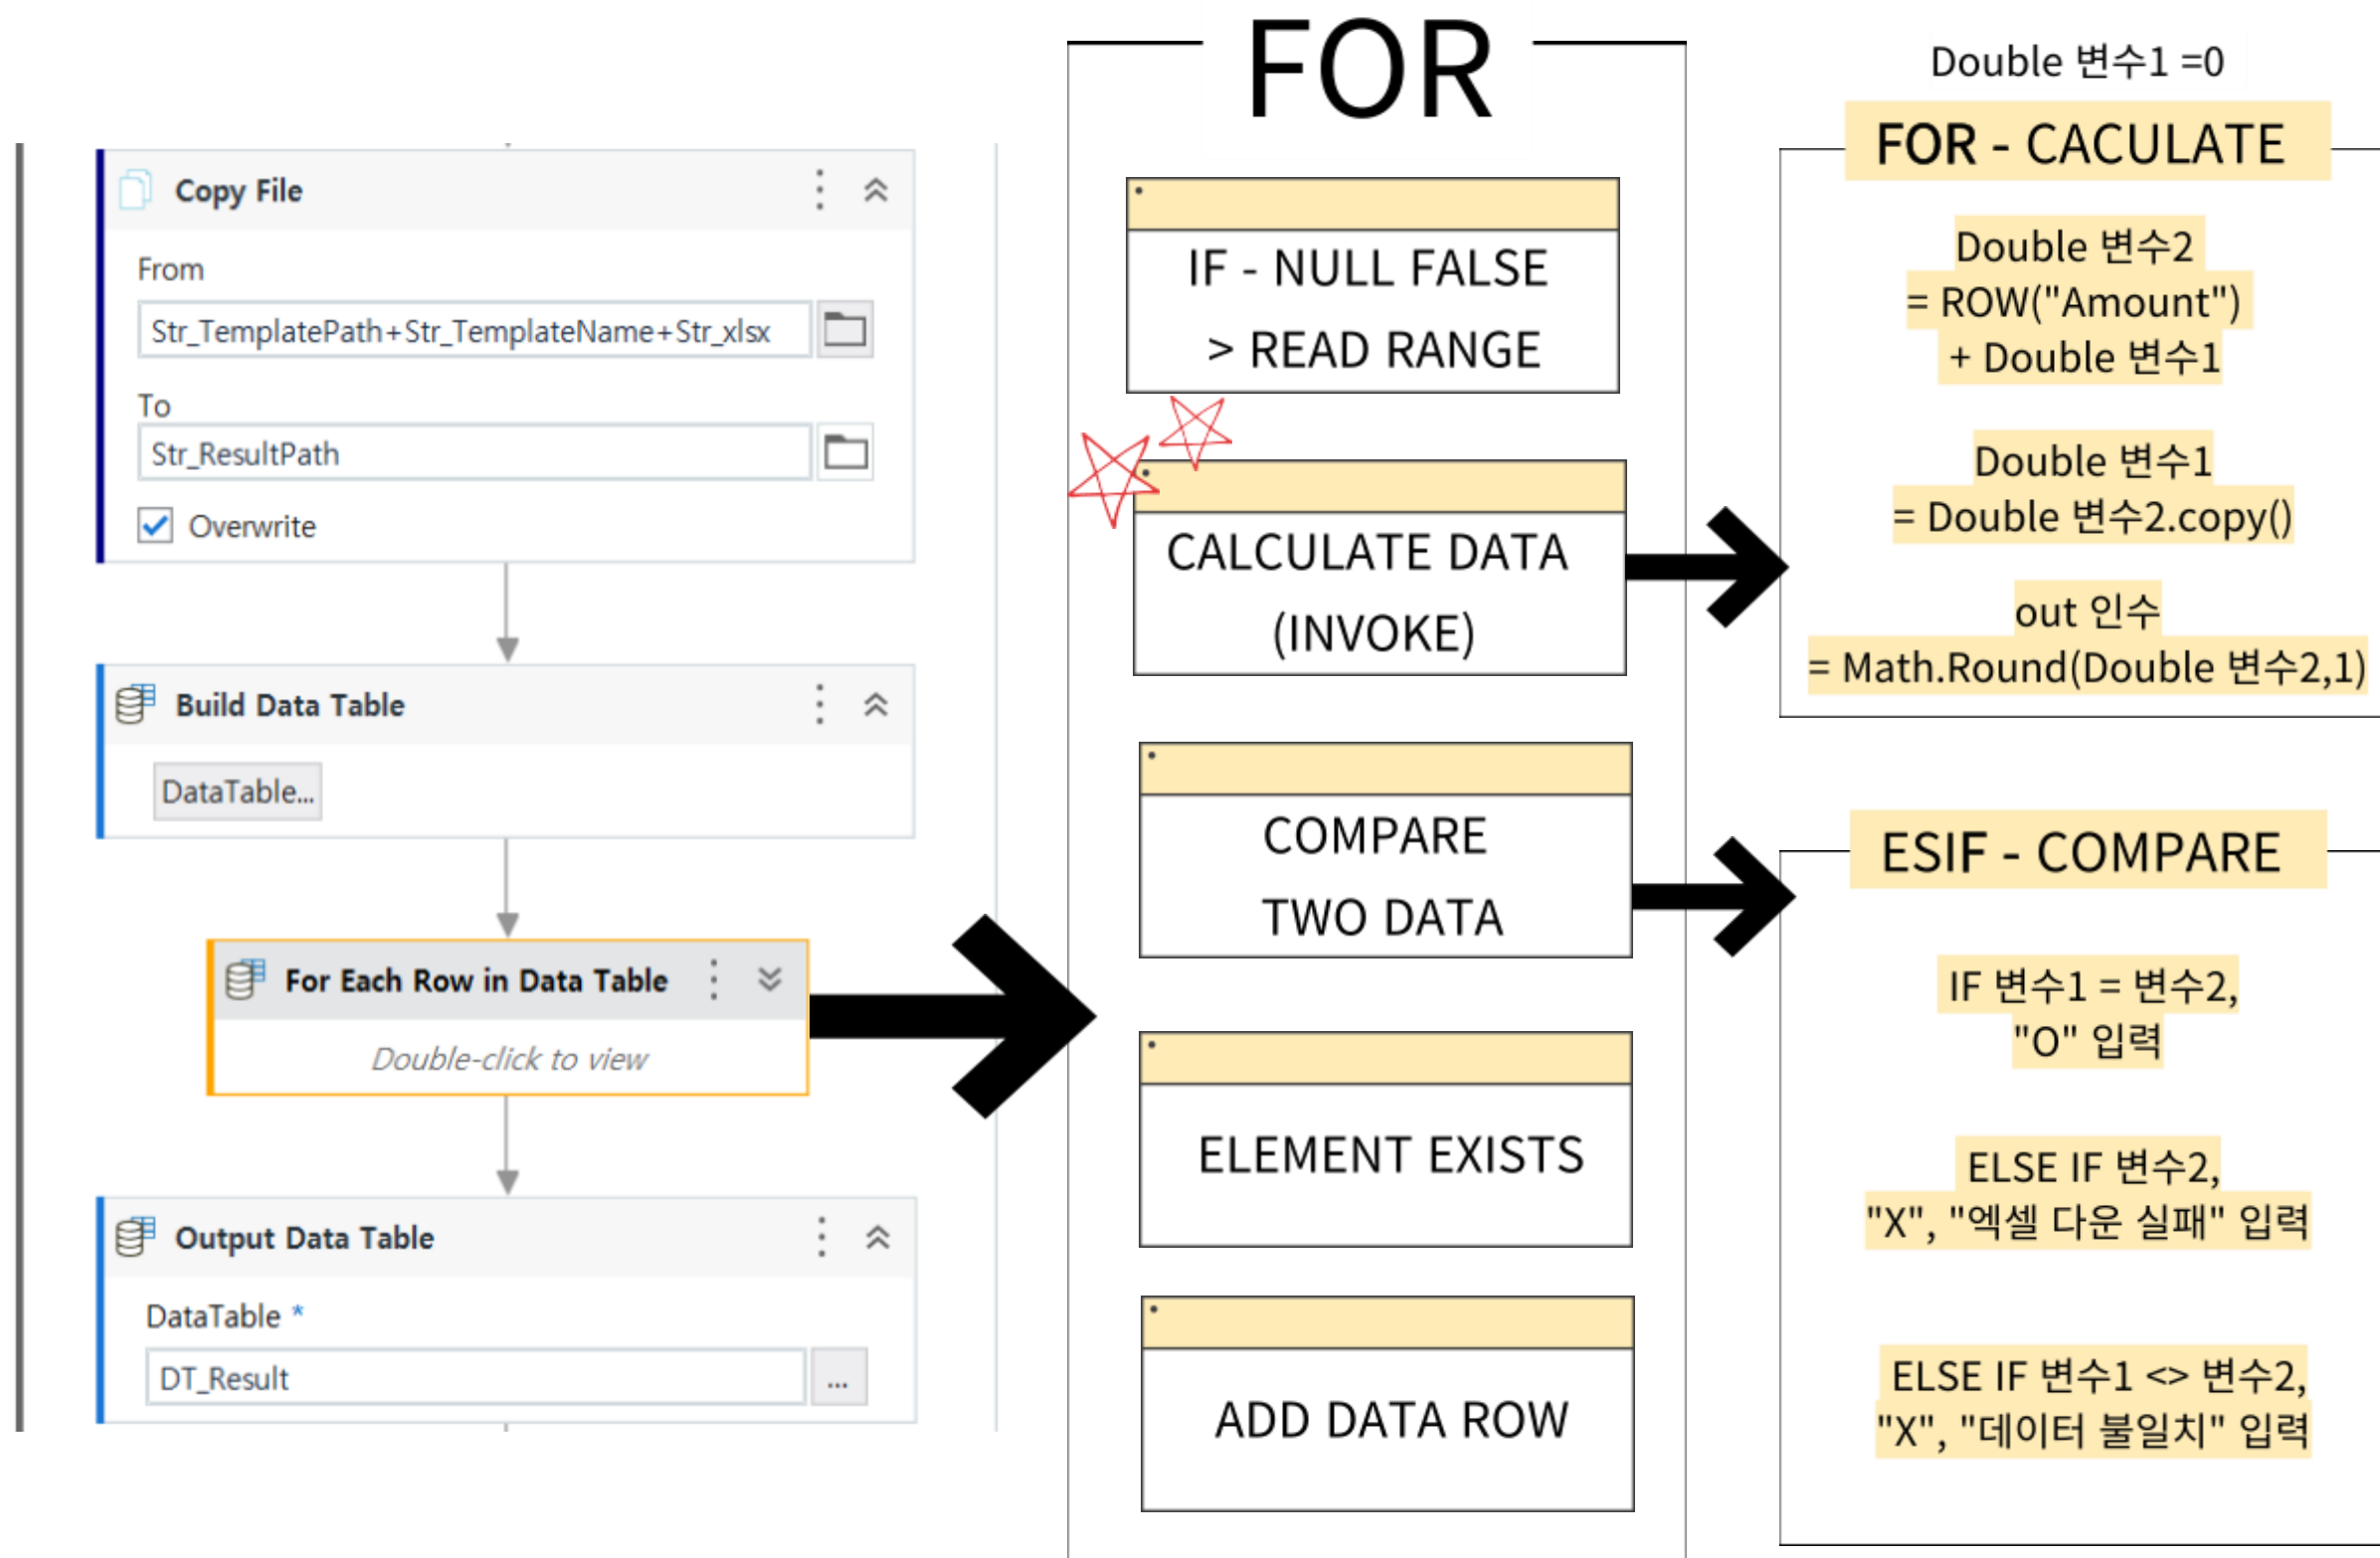 Copy File
From
Str_TemplatePath+Str_TemplateName+Str_xlsx
To
Str_ResultPath
Overwrite
Build Data Table
DataTable...
For Each Row in Data Table
Double-click to view
Output Data Table
DataTable *
DT_Result
...
FOR
IF - NULL FALSE
> READ RANGE
CALCULATE DATA
(INVOKE)
COMPARE
TWO DATA
ELEMENT EXISTS
ADD DATA ROW
Double 변수1 =0
FOR - CACULATE
Double 변수2
= ROW("Amount")
+ Double 변수1
Double 변수1
= Double 변수2.copy()
out 인수
= Math.Round(Double 변수2,1)
ESIF - COMPARE
IF 변수1 = 변수2,
"O" 입력
ELSE IF 변수2,
"X", "엑셀 다운 실패" 입력
ELSE IF 변수1 <> 변수2,
"X", "데이터 불일치" 입력